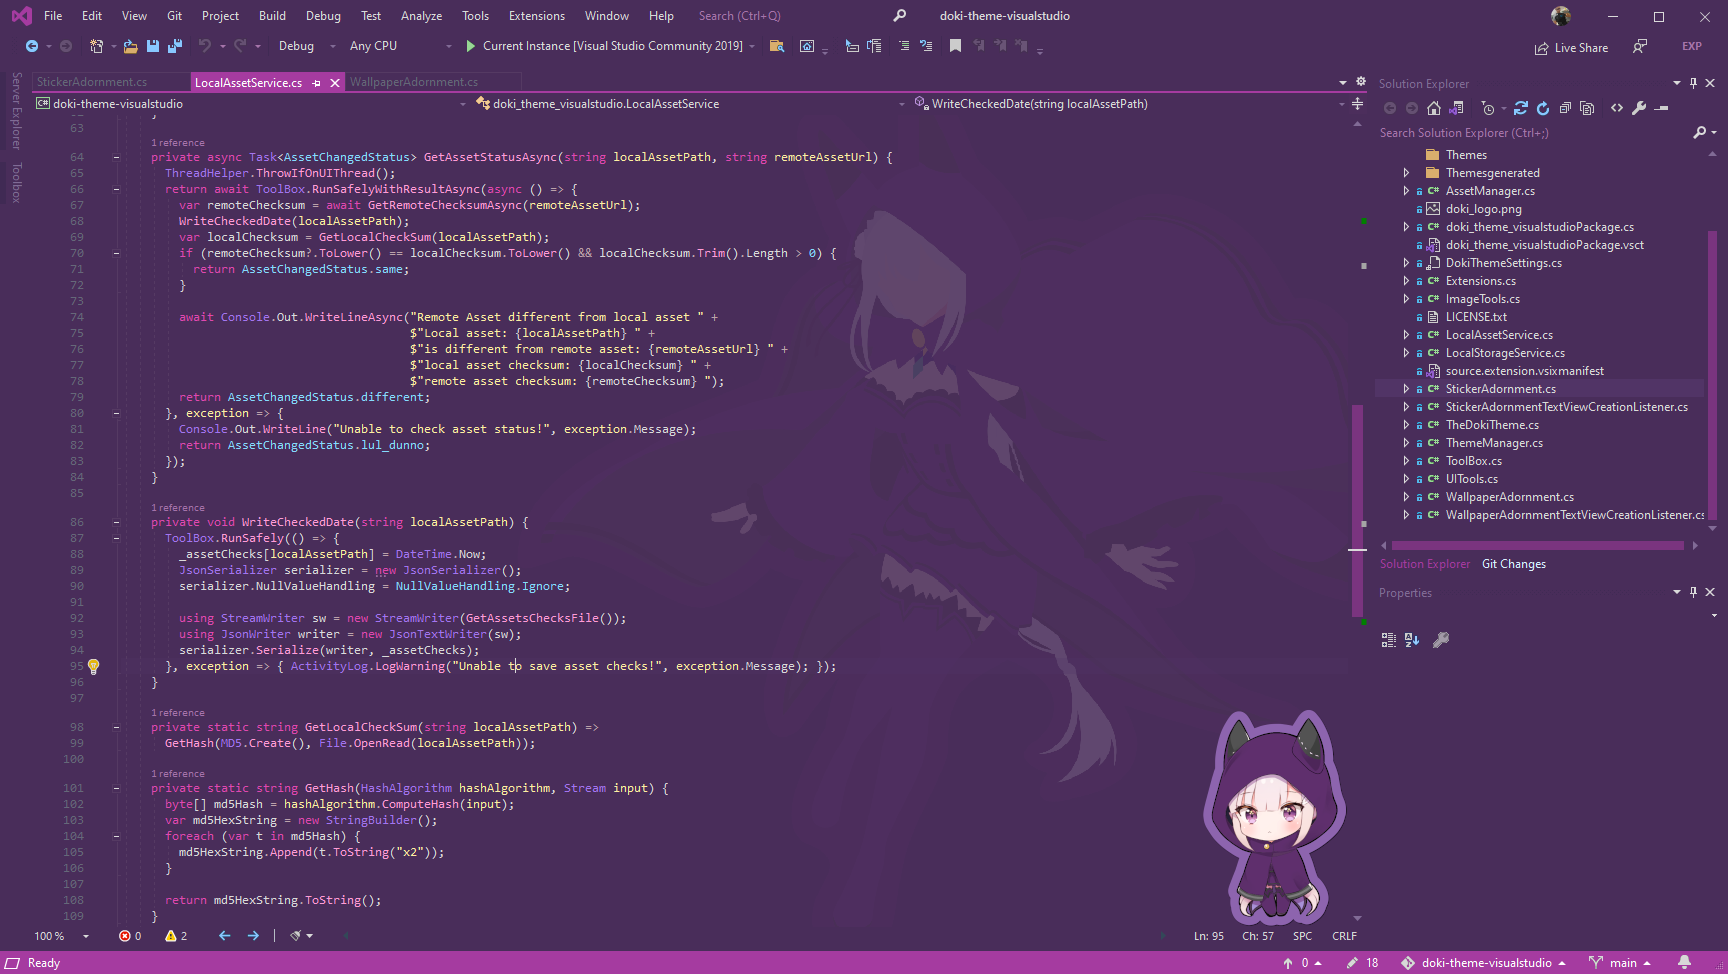 File Edit View Git Project Build Debug Test Analyze Tools Extensions Window Help Search (Ctrl+Q) doki-theme-visualstudio
Debug Any CPU Current Instance [Visual Studio Community 2019] Live Share EXP
Server Explorer
Toolbox
StickerAdornment.cs LocalAssetService.cs WallpaperAdornment.cs
doki-theme-visualstudio doki_theme_visualstudio.LocalAssetService WriteCheckedDate(string localAssetPath)
62 }
63
1 reference
64 private async Task<AssetChangedStatus> GetAssetStatusAsync(string localAssetPath, string remoteAssetUrl) {
65 ThreadHelper.ThrowIfOnUIThread();
66 return await ToolBox.RunSafelyWithResultAsync(async () => {
67 var remoteChecksum = await GetRemoteChecksumAsync(remoteAssetUrl);
68 WriteCheckedDate(localAssetPath);
69 var localChecksum = GetLocalCheckSum(localAssetPath);
70 if (remoteChecksum?.ToLower() == localChecksum.ToLower() && localChecksum.Trim().Length > 0) {
71 return AssetChangedStatus.same;
72 }
73
74 await Console.Out.WriteLineAsync("Remote Asset different from local asset " +
75 $"Local asset: {localAssetPath} " +
76 $"is different from remote asset: {remoteAssetUrl} " +
77 $"local asset checksum: {localChecksum} " +
78 $"remote asset checksum: {remoteChecksum} ");
79 return AssetChangedStatus.different;
80 }, exception => {
81 Console.Out.WriteLine("Unable to check asset status!", exception.Message);
82 return AssetChangedStatus.lul_dunno;
83 });
84 }
85
1 reference
86 private void WriteCheckedDate(string localAssetPath) {
87 ToolBox.RunSafely(() => {
88 _assetChecks[localAssetPath] = DateTime.Now;
89 JsonSerializer serializer = new JsonSerializer();
90 serializer.NullValueHandling = NullValueHandling.Ignore;
91
92 using StreamWriter sw = new StreamWriter(GetAssetsChecksFile());
93 using JsonWriter writer = new JsonTextWriter(sw);
94 serializer.Serialize(writer, _assetChecks);
95 }, exception => { ActivityLog.LogWarning("Unable to save asset checks!", exception.Message); });
96 }
97
1 reference
98 private static string GetLocalCheckSum(string localAssetPath) =>
99 GetHash(MD5.Create(), File.OpenRead(localAssetPath));
100
1 reference
101 private static string GetHash(HashAlgorithm hashAlgorithm, Stream input) {
102 byte[] md5Hash = hashAlgorithm.ComputeHash(input);
103 var md5HexString = new StringBuilder();
104 foreach (var t in md5Hash) {
105 md5HexString.Append(t.ToString("x2"));
106 }
107
108 return md5HexString.ToString();
109 }
100 % 0 2 Ln: 95 Ch: 57 SPC CRLF
Solution Explorer
Search Solution Explorer (Ctrl+;)
Themes
Themesgenerated
C# AssetManager.cs
doki_logo.png
C# doki_theme_visualstudioPackage.cs
doki_theme_visualstudioPackage.vsct
DokiThemeSettings.cs
C# Extensions.cs
C# ImageTools.cs
LICENSE.txt
C# LocalAssetService.cs
C# LocalStorageService.cs
source.extension.vsixmanifest
C# StickerAdornment.cs
C# StickerAdornmentTextViewCreationListener.cs
C# TheDokiTheme.cs
C# ThemeManager.cs
C# ToolBox.cs
C# UITools.cs
C# WallpaperAdornment.cs
C# WallpaperAdornmentTextViewCreationListener.cs
Solution Explorer Git Changes
Properties
Ready 0 18 doki-theme-visualstudio main